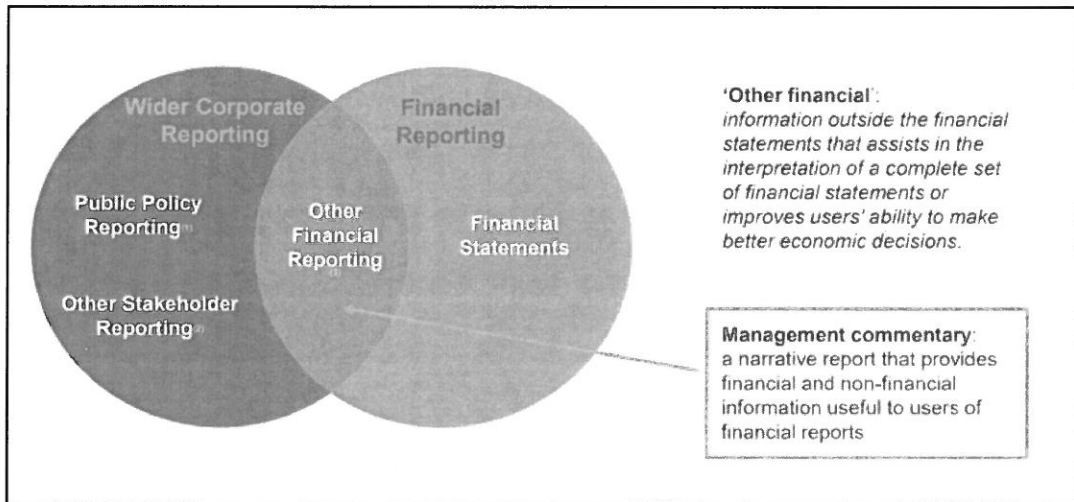 Wider Corporate
Reporting
Financial
Reporting
Public Policy
Reporting(1)
Other Stakeholder
Reporting(2)
Other
Financial
Reporting
(3)
Financial
Statements
'Other financial':
information outside the financial
statements that assists in the
interpretation of a complete set
of financial statements or
improves users' ability to make
better economic decisions.
Management commentary:
a narrative report that provides
financial and non-financial
information useful to users of
financial reports